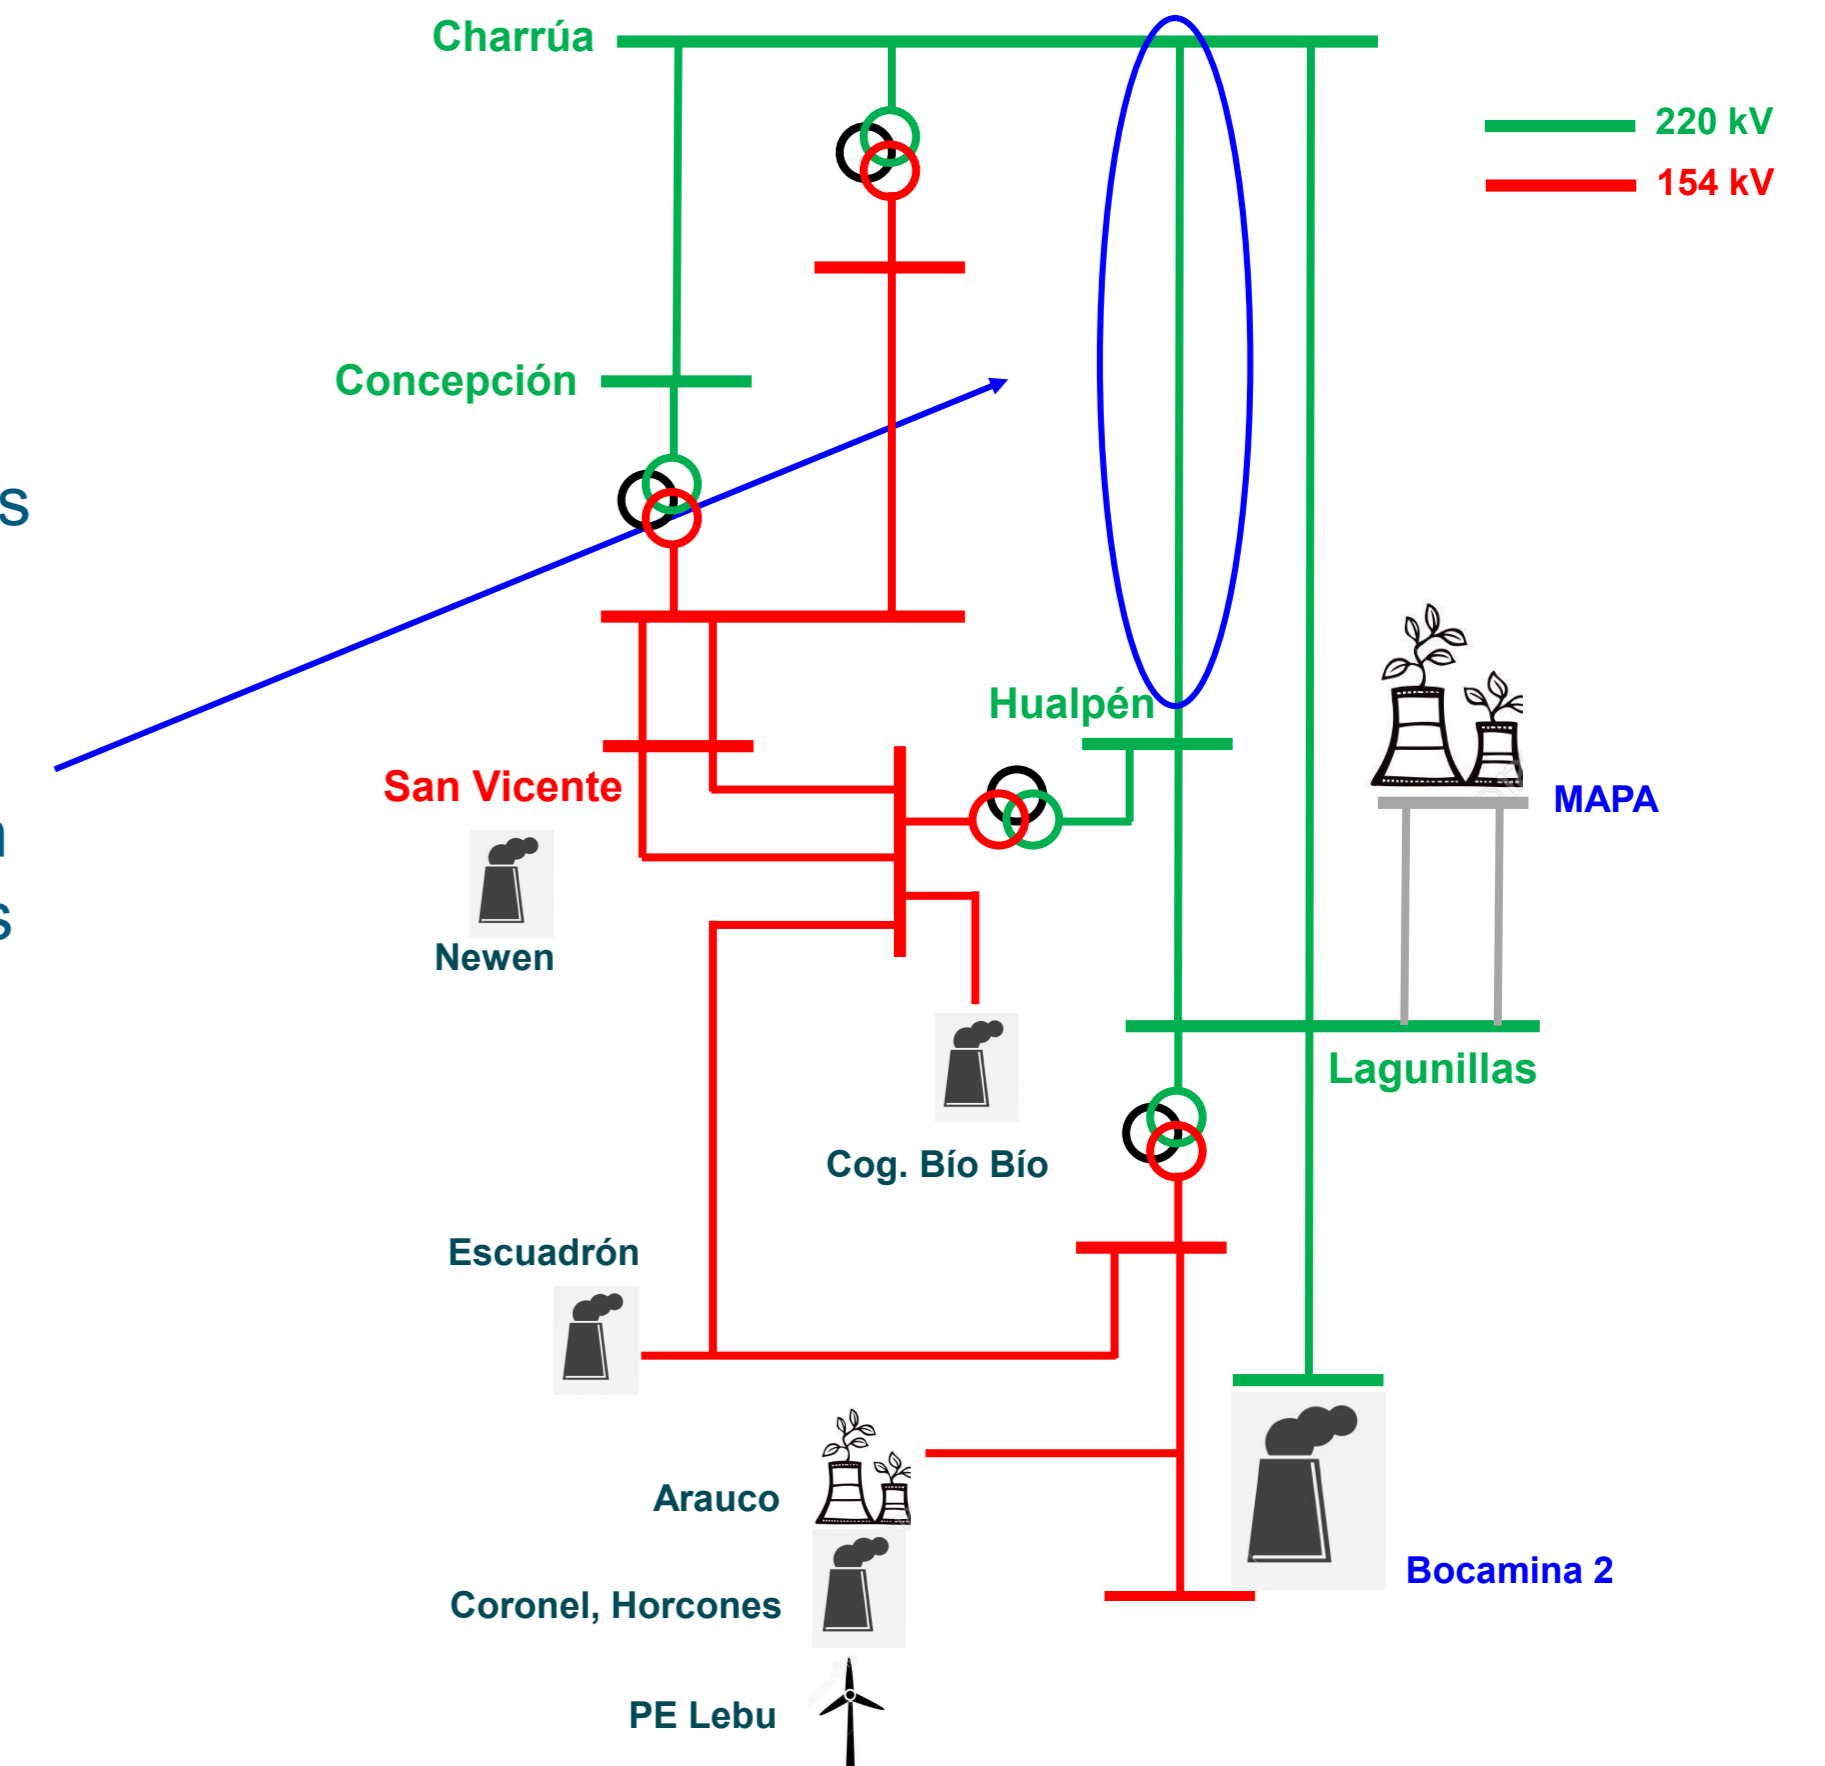 Charrúa
220 kV
154 kV
Concepción
s
Hualpén
San Vicente
MAPA
n
s
Newen
Lagunillas
Cog. Bío Bío
Escuadrón
Arauco
Bocamina 2
Coronel, Horcones
PE Lebu